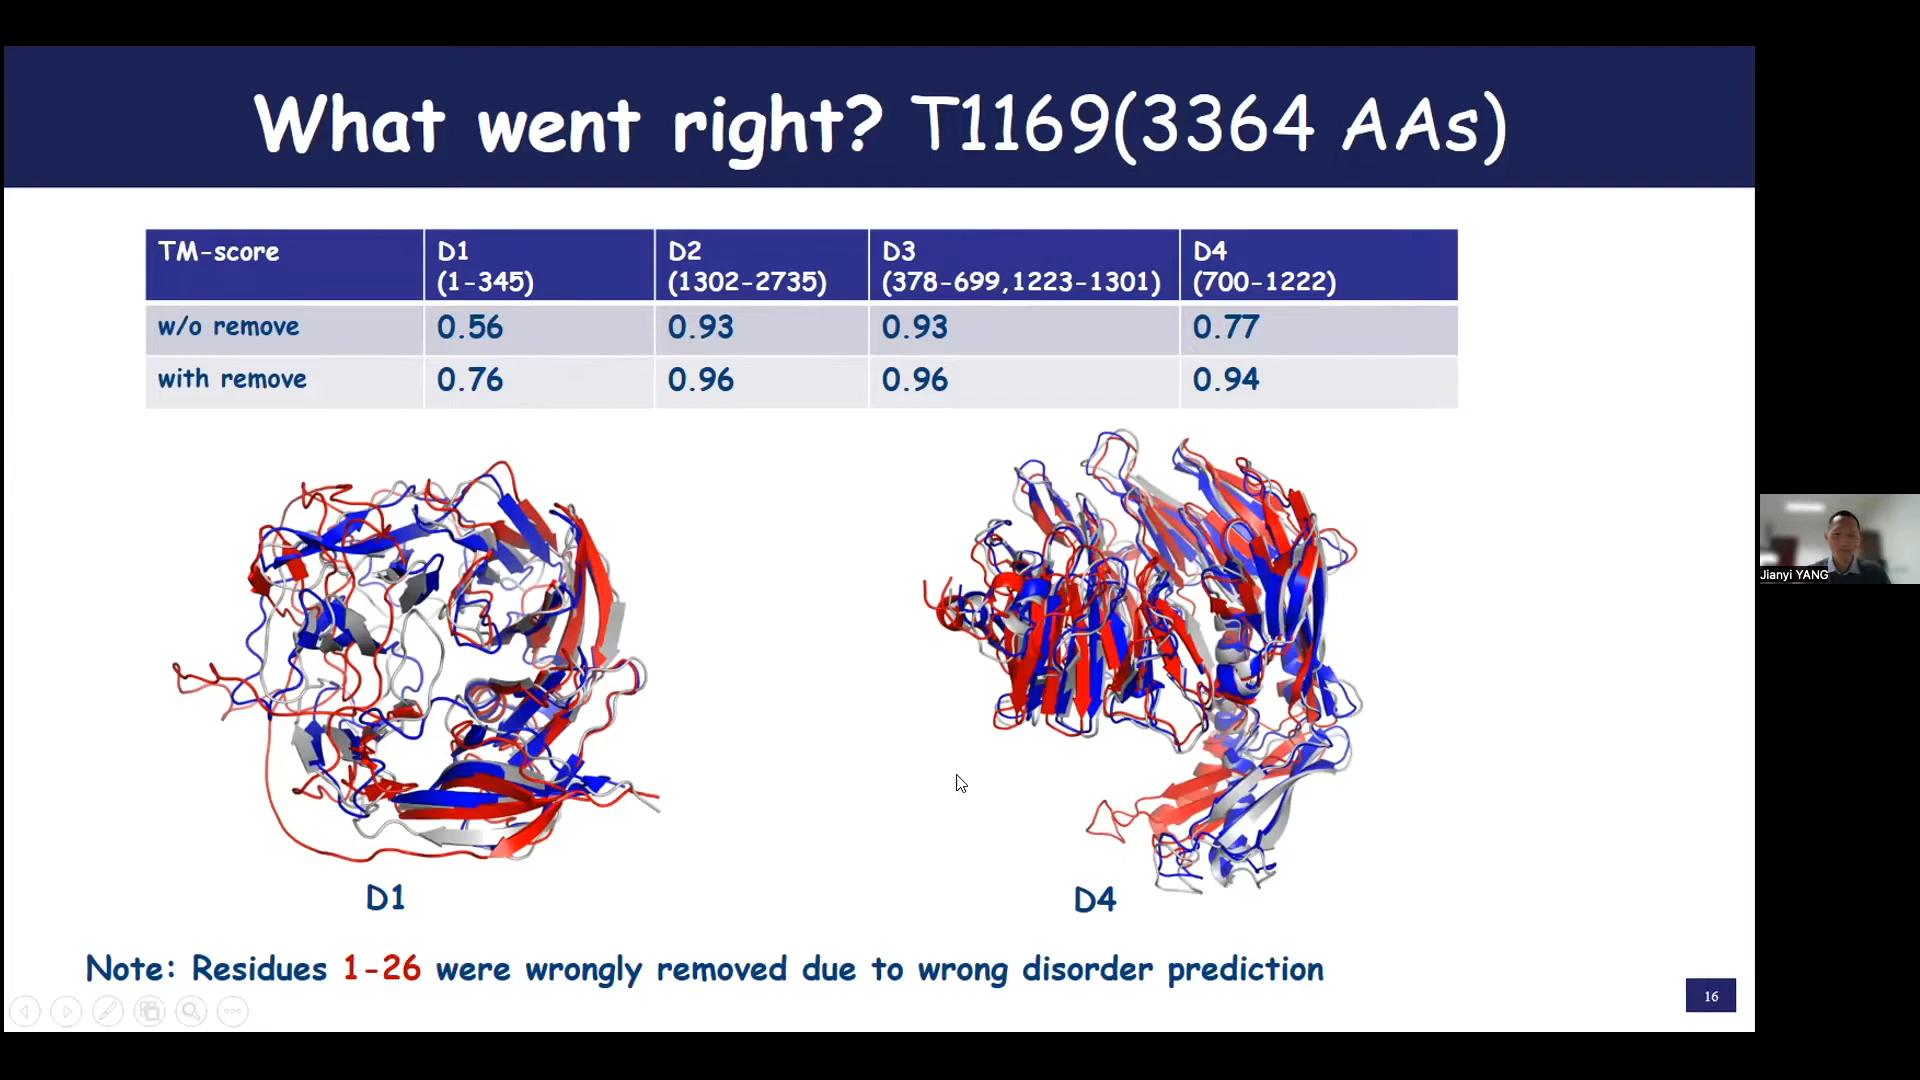 What went right? T1169(3364 AAs)
TM-score D1 D2 D3 D4
(1-345) (1302-2735) (378-699,1223-1301) (700-1222)
w/o remove 0.56 0.93 0.93 0.77
with remove 0.76 0.96 0.96 0.94
Jianyi YANG
D1 D4
Note: Residues 1-26 were wrongly removed due to wrong disorder prediction
16